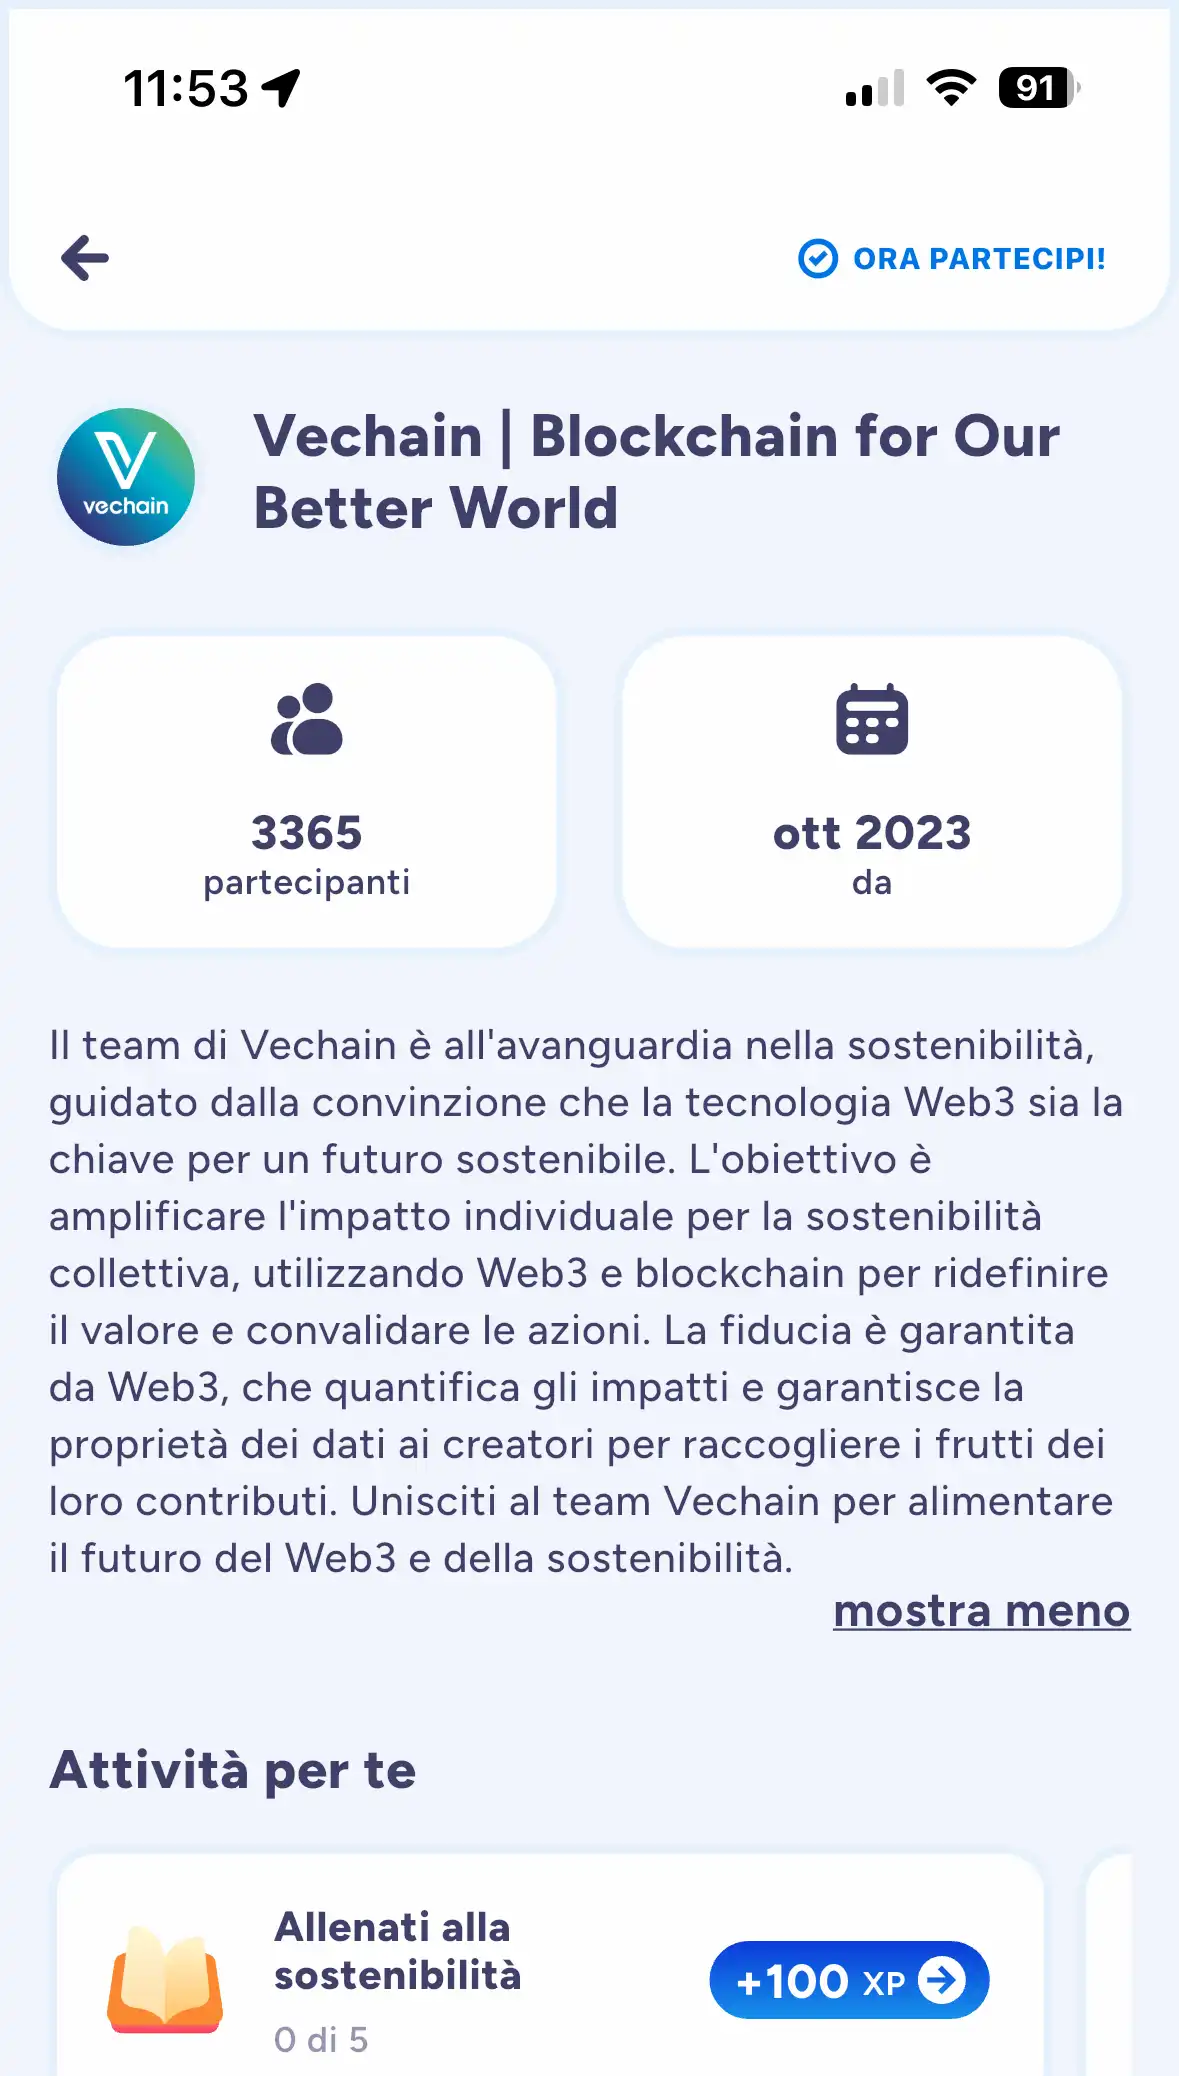 11:53
91
ORA PARTECIPI!
vechain
Vechain | Blockchain for Our
Better World
3365
partecipanti
ott 2023
da
Il team di Vechain è all'avanguardia nella sostenibilità,
guidato dalla convinzione che la tecnologia Web3 sia la
chiave per un futuro sostenibile. L'obiettivo è
amplificare l'impatto individuale per la sostenibilità
collettiva, utilizzando Web3 e blockchain per ridefinire
il valore e convalidare le azioni. La fiducia è garantita
da Web3, che quantifica gli impatti e garantisce la
proprietà dei dati ai creatori per raccogliere i frutti dei
loro contributi. Unisciti al team Vechain per alimentare
il futuro del Web3 e della sostenibilità.
mostra meno
Attività per te
Allenati alla
sostenibilità
+100 XP
0 di 5